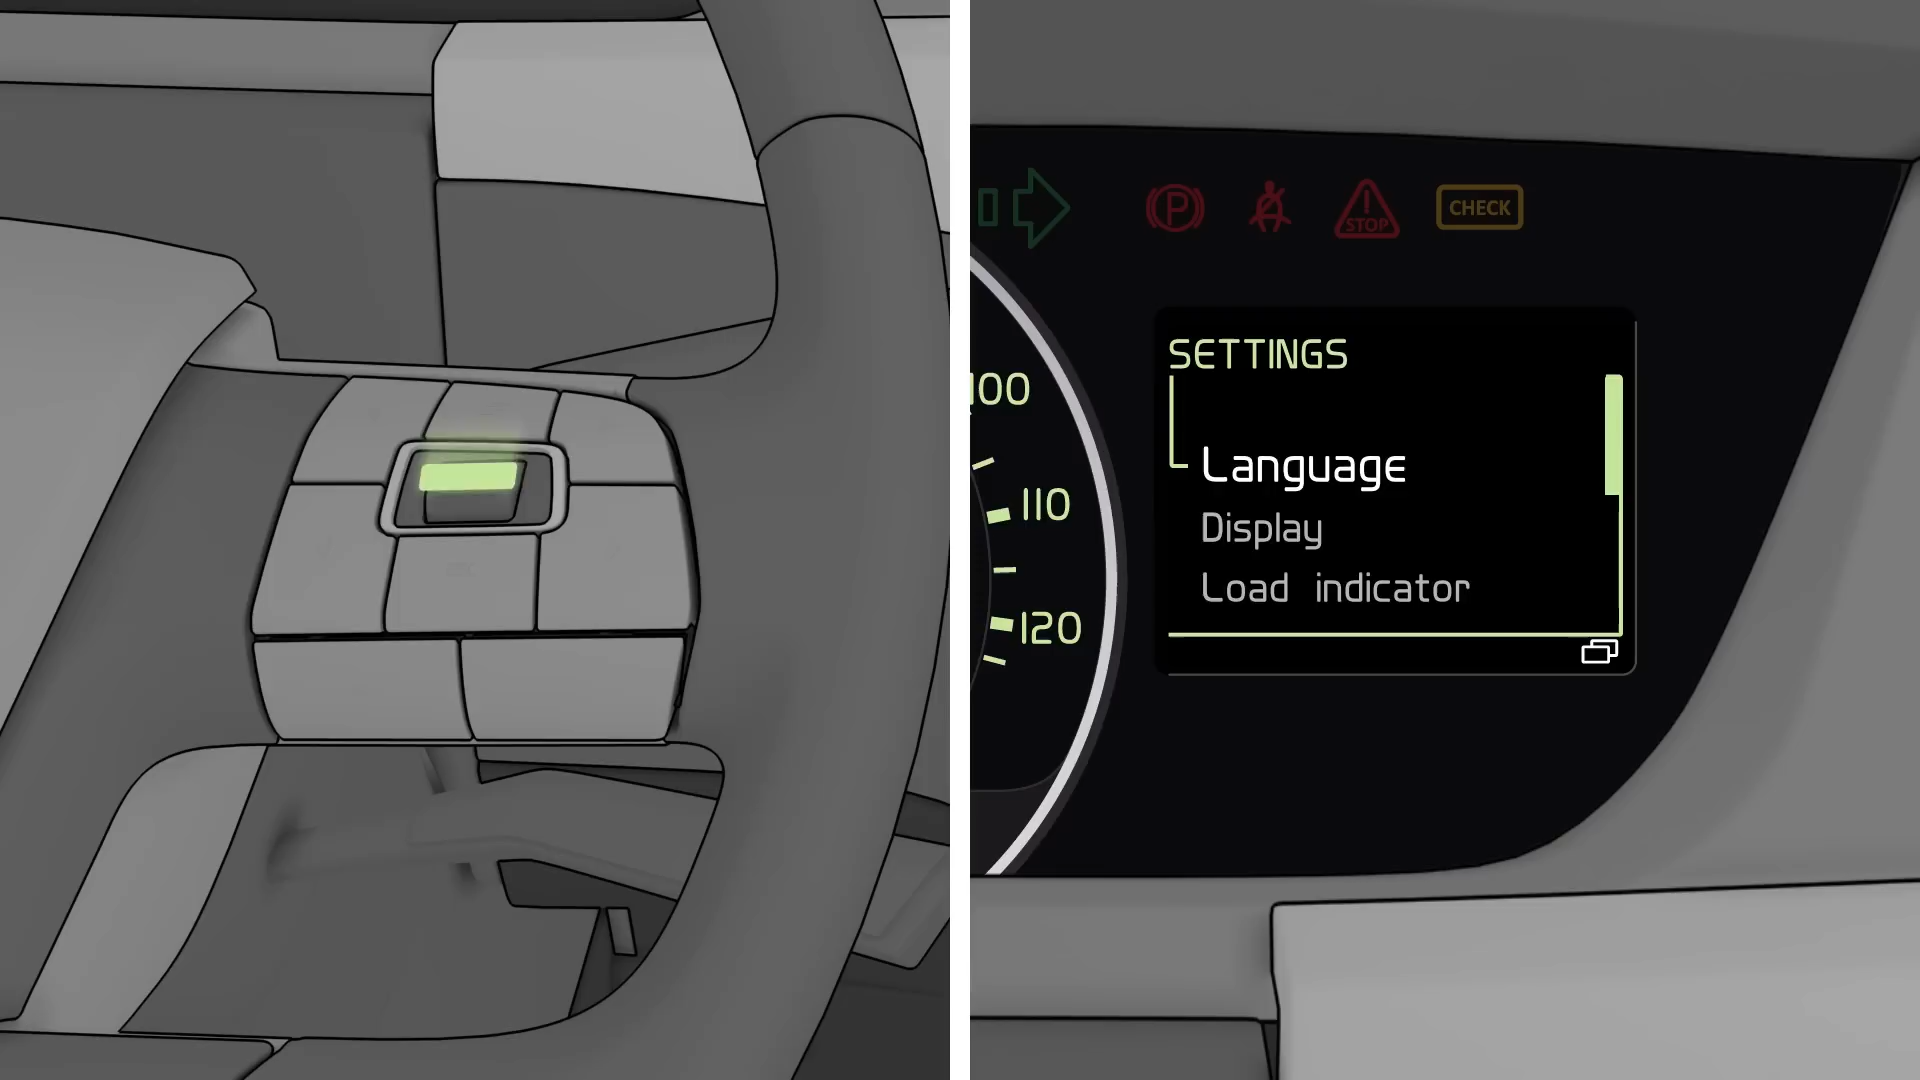 P
STOP
CHECK
100
110
120
SETTINGS
Language
Display
Load indicator